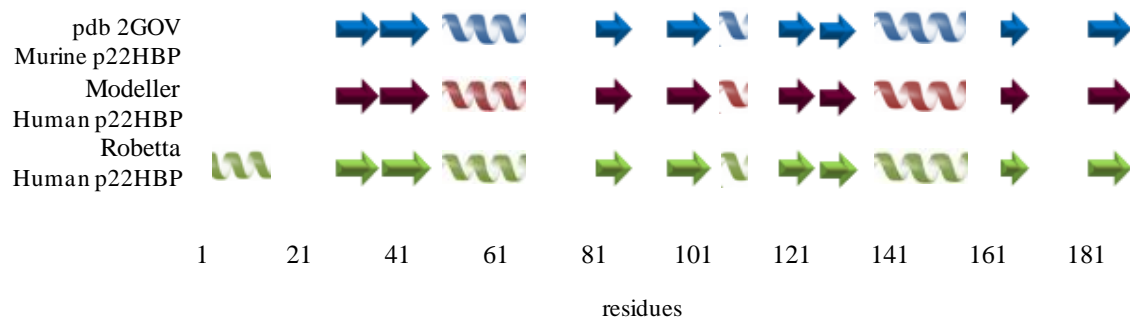 pdb 2GOV
Murine p22HBP
Modeller
Human p22HBP
Robetta
Human p22HBP
1 21 41 61 81 101 121 141 161 181
residues